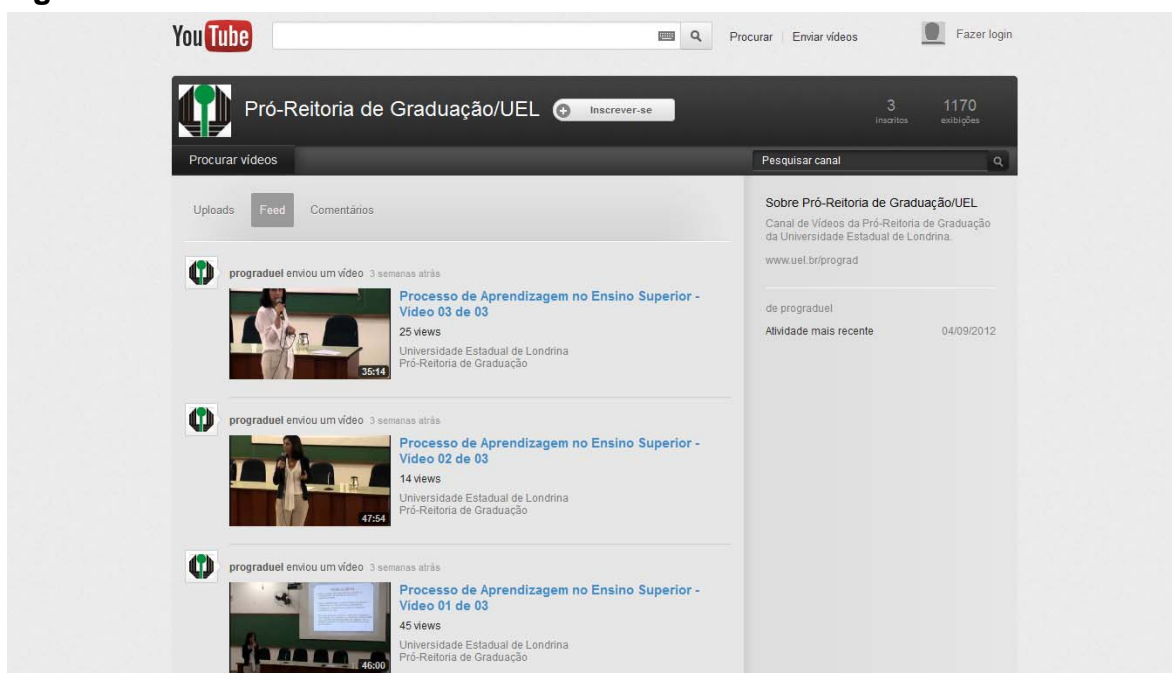 You Tube
Procurar Enviar vídeos Fazer login
Pró-Reitoria de Graduação/UEL Inscrever-se
3 1170
inscritos exibições
Procurar vídeos Pesquisar canal
Uploads Feed Comentários
prograduel enviou um vídeo 3 semanas atrás
Processo de Aprendizagem no Ensino Superior -
Vídeo 03 de 03
25 views
Universidade Estadual de Londrina
Pró-Reitoria de Graduação
35:14
prograduel enviou um vídeo 3 semanas atrás
Processo de Aprendizagem no Ensino Superior -
Vídeo 02 de 03
14 views
Universidade Estadual de Londrina
Pró-Reitoria de Graduação
47:54
prograduel enviou um vídeo 3 semanas atrás
Processo de Aprendizagem no Ensino Superior -
Vídeo 01 de 03
45 views
Universidade Estadual de Londrina
Pró-Reitoria de Graduação
46:00
Sobre Pró-Reitoria de Graduação/UEL
Canal de Vídeos da Pró-Reitoria de Graduação
da Universidade Estadual de Londrina.
www.uel.br/prograd
de prograduel
Atividade mais recente 04/09/2012